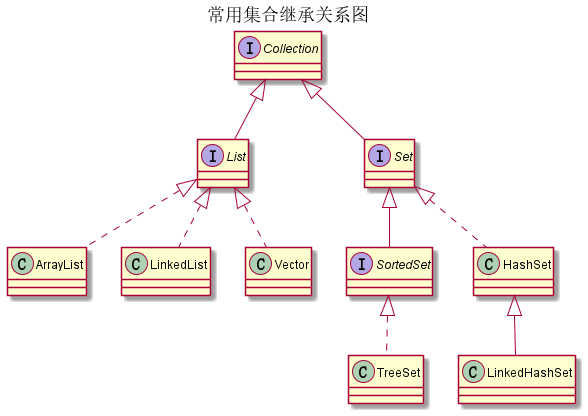 常用集合继承关系图
I Collection
I List
I Set
C ArrayList
C LinkedList
C Vector
I SortedSet
C HashSet
C TreeSet
C LinkedHashSet